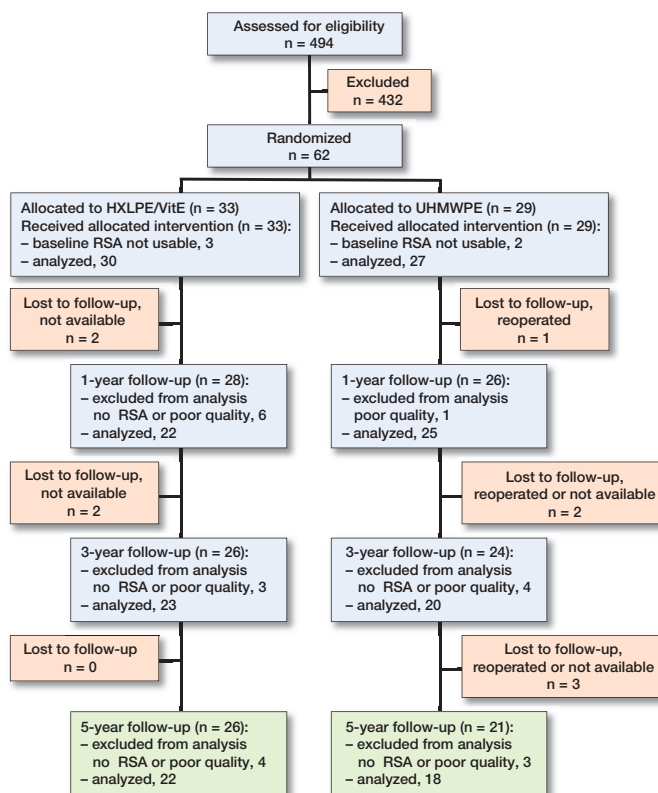 Assessed for eligibility
n = 494
Excluded
n = 432
Randomized
n = 62
Allocated to HXLPE/VitE (n = 33)
Received allocated intervention (n = 33):
– baseline RSA not usable, 3
– analyzed, 30
Allocated to UHMWPE (n = 29)
Received allocated intervention (n = 29):
– baseline RSA not usable, 2
– analyzed, 27
Lost to follow-up,
not available
n = 2
Lost to follow-up,
reoperated
n = 1
1-year follow-up (n = 28):
– excluded from analysis
no RSA or poor quality, 6
– analyzed, 22
1-year follow-up (n = 26):
– excluded from analysis
poor quality, 1
– analyzed, 25
Lost to follow-up,
not available
n = 2
Lost to follow-up,
reoperated or not available
n = 2
3-year follow-up (n = 26):
– excluded from analysis
no RSA or poor quality, 3
– analyzed, 23
3-year follow-up (n = 24):
– excluded from analysis
no RSA or poor quality, 4
– analyzed, 20
Lost to follow-up
n = 0
Lost to follow-up,
reoperated or not available
n = 3
5-year follow-up (n = 26):
– excluded from analysis
no RSA or poor quality, 4
– analyzed, 22
5-year follow-up (n = 21):
– excluded from analysis
no RSA or poor quality, 3
– analyzed, 18